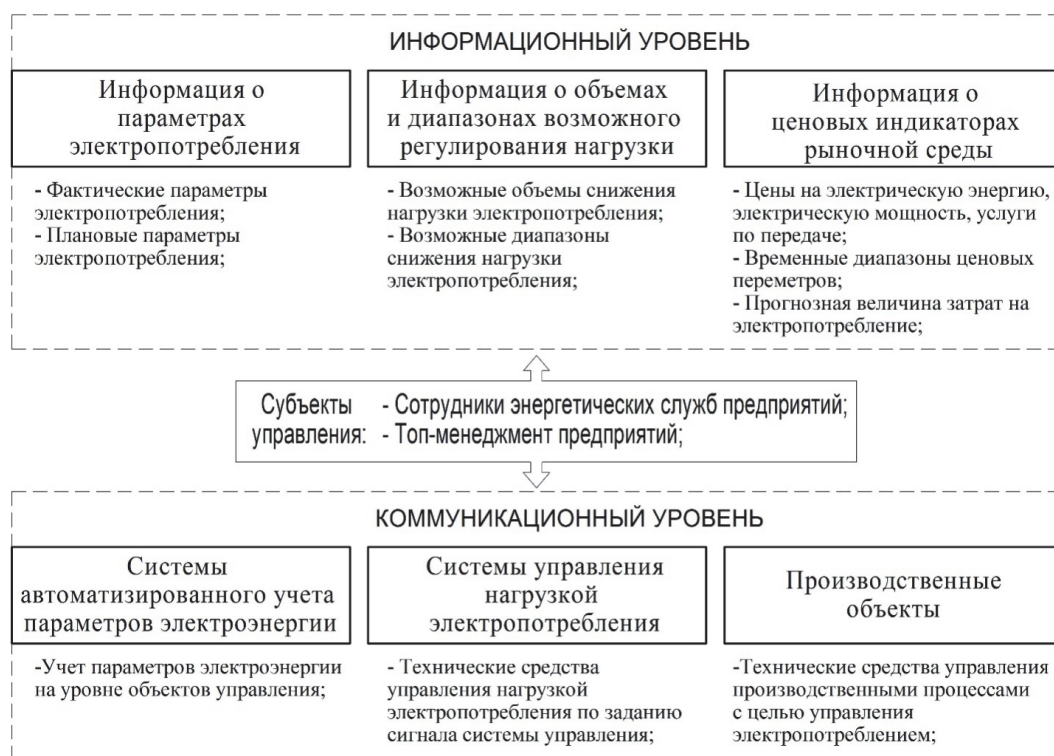 ИНФОРМАЦИОННЫЙ УРОВЕНЬ
Информация о
параметрах
электропотребления
- Фактические параметры
электропотребления;
- Плановые параметры
электропотребления;
Информация о объемах
и диапазонах возможного
регулирования нагрузки
- Возможные объемы снижения
нагрузки электропотребления;
- Возможные диапазоны
снижения нагрузки
электропотребления;
Информация о
ценовых индикаторах
рыночной среды
- Цены на электрическую энергию,
электрическую мощность, услуги
по передаче;
- Временные диапазоны ценовых
переметров;
- Прогнозная величина затрат на
электропотребление;
Субъекты - Сотрудники энергетических служб предприятий;
управления: - Топ-менеджмент предприятий;
КОММУНИКАЦИОННЫЙ УРОВЕНЬ
Системы
автоматизированного учета
параметров электроэнергии
-Учет параметров электроэнергии
на уровне объектов управления;
Системы управления
нагрузкой
электропотребления
- Технические средства
управления нагрузкой
электропотребления по заданию
сигнала системы управления;
Производственные
объекты
-Технические средства управления
производственными процессами
с целью управления
электропотреблением;